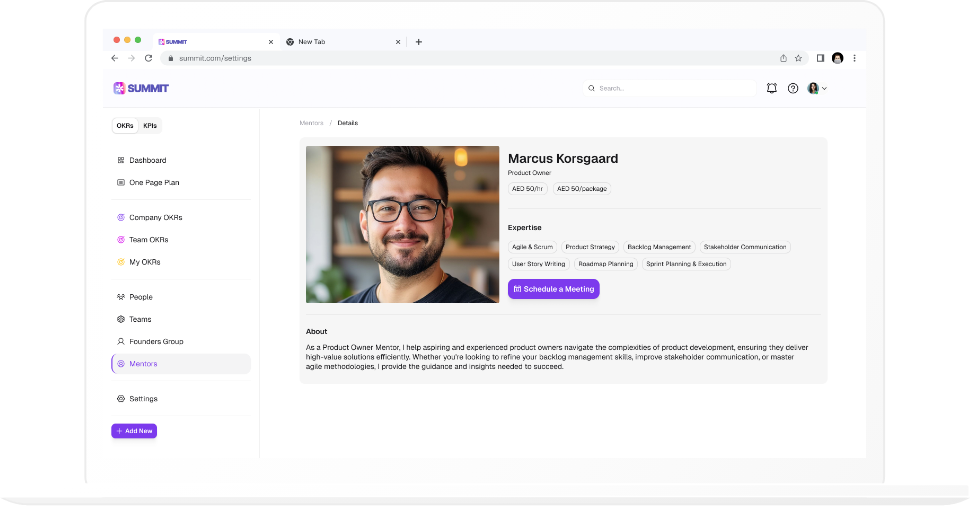 SUMMIT
New Tab
summit.com/settings
SUMMIT
Search...
OKRs KPIs
Dashboard
One Page Plan
Company OKRs
Team OKRs
My OKRs
People
Teams
Founders Group
Mentors
Settings
+ Add New
Mentors / Details
Marcus Korsgaard
Product Owner
AED 50/hr AED 50/package
Expertise
Agile & Scrum Product Strategy Backlog Management Stakeholder Communication
User Story Writing Roadmap Planning Sprint Planning & Execution
Schedule a Meeting
About
As a Product Owner Mentor, I help aspiring and experienced product owners navigate the complexities of product development, ensuring they deliver
high-value solutions efficiently. Whether you're looking to refine your backlog management skills, improve stakeholder communication, or master
agile methodologies, I provide the guidance and insights needed to succeed.